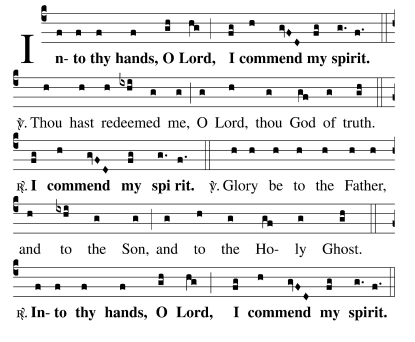 In- to thy hands, O Lord, I commend my spirit.
℣. Thou hast redeemed me, O Lord, thou God of truth.
℟. I commend my spi rit. ℣. Glory be to the Father,
and to the Son, and to the Ho- ly Ghost.
℟. In- to thy hands, O Lord, I commend my spirit.